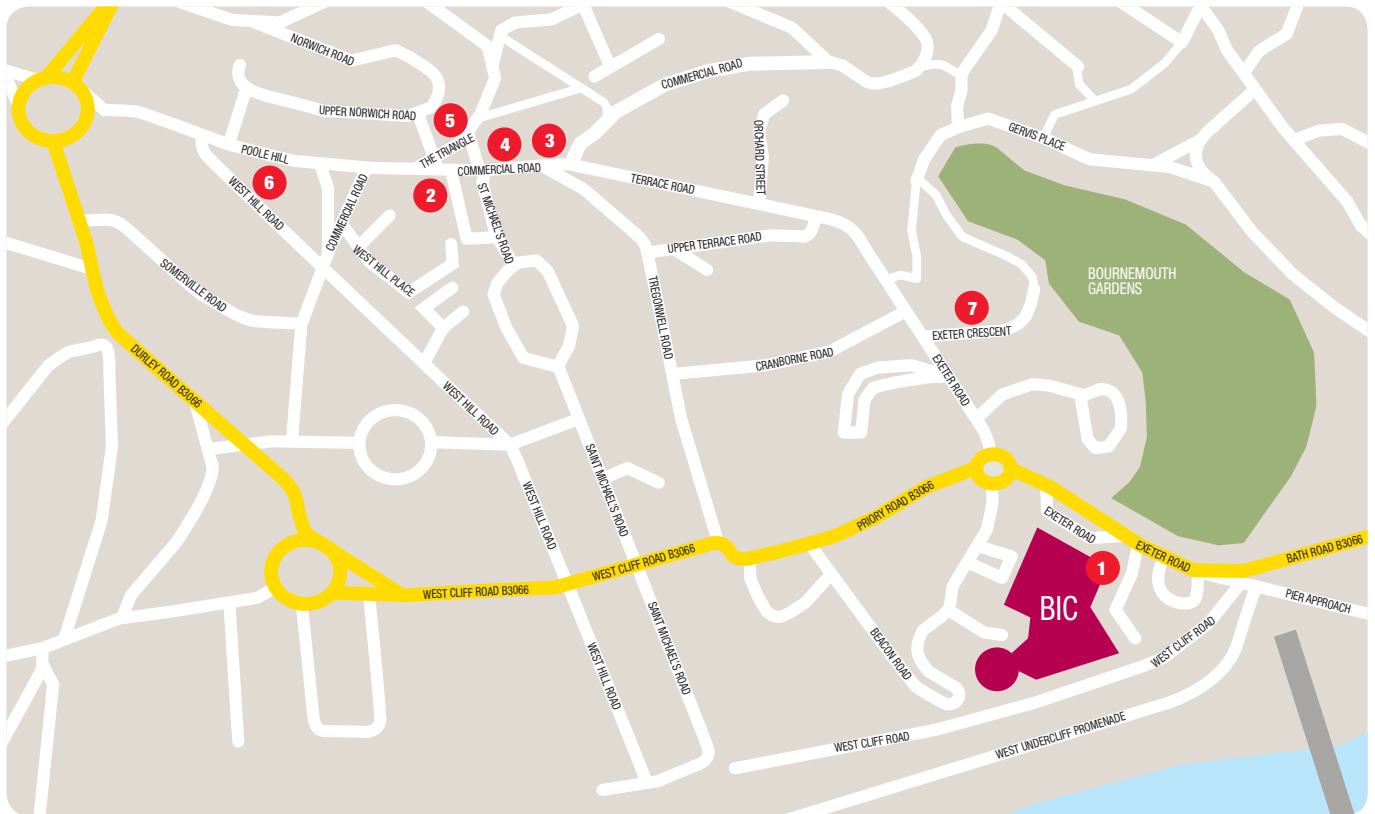 NORWICH ROAD
COMMERCIAL ROAD
UPPER NORWICH ROAD
5
THE TRIANGLE
4
3
ORCHARD STREET
GERVIS PLACE
POOLE HILL
COMMERCIAL ROAD
6
WEST HILL ROAD
COMMERCIAL ROAD
2
ST MICHAEL'S ROAD
TERRACE ROAD
UPPER TERRACE ROAD
SOMERVILLE ROAD
WEST HILL PLACE
TREGONWELL ROAD
BOURNEMOUTH
GARDENS
7
EXETER CRESCENT
CRANBORNE ROAD
EXETER ROAD
DURLEY ROAD B3066
WEST HILL ROAD
SAINT MICHAEL'S ROAD
WEST HILL ROAD
PRIORY ROAD B3066
EXETER ROAD
EXETER ROAD
BATH ROAD B3066
WEST CLIFF ROAD B3066
WEST CLIFF ROAD B3066
1
BIC
PIER APPROACH
SAINT MICHAEL'S ROAD
WEST HILL ROAD
BEACON ROAD
WEST CLIFF ROAD
WEST CLIFF ROAD
WEST UNDERCLIFF PROMENADE